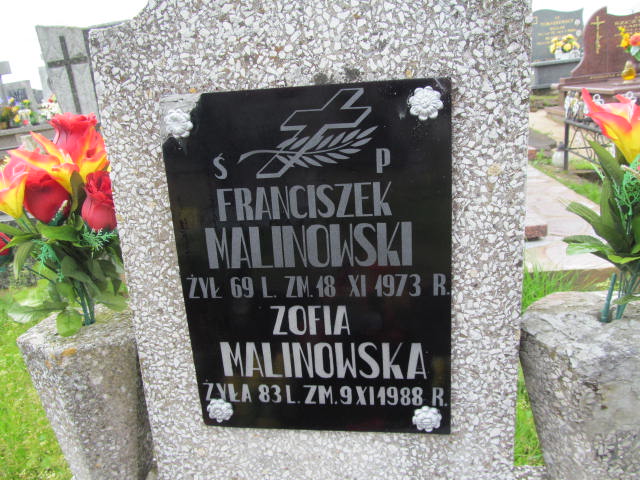 Ś P
FRANCISZEK
MALINOWSKI
ŻYŁ 69 L. ZM. 18 XI 1973 R.
ZOFIA
MALINOWSKA
ŻYŁA 83 L. ZM. 9 XI 1988 R.